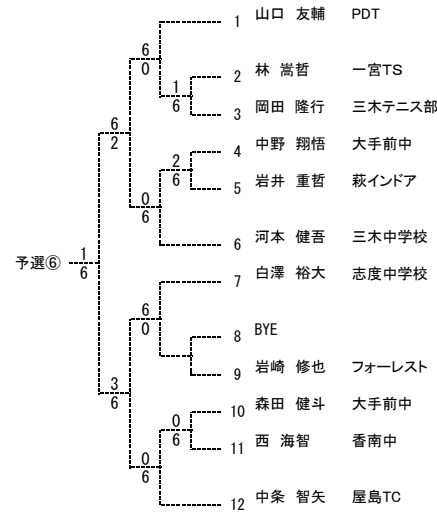 1 山口 友輔 PDT
6
0
2 林 嵩哲 一宮TS
1
6
3 岡田 隆行 三木テニス部
6
2
4 中野 翔悟 大手前中
2
6
5 岩井 重哲 萩インドア
0
6
6 河本 健吾 三木中学校
予選⑥
1
6
7 白澤 裕大 志度中学校
6
0
8 BYE
9 岩崎 修也 フォーレスト
3
6
10 森田 健斗 大手前中
0
6
11 西 海智 香南中
0
6
12 中条 智矢 屋島TC